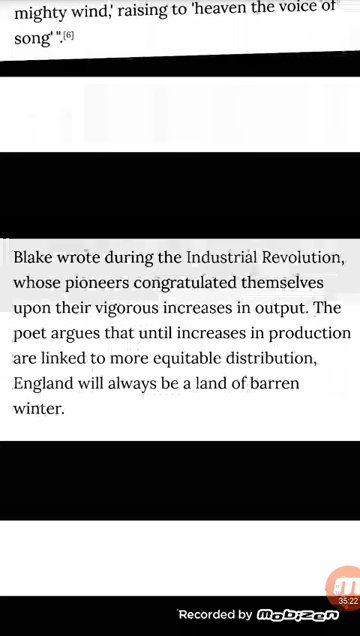 mighty wind,' raising to 'heaven the voice of
song' ".[6]
Blake wrote during the Industrial Revolution,
whose pioneers congratulated themselves
upon their vigorous increases in output. The
poet argues that until increases in production
are linked to more equitable distribution,
England will always be a land of barren
winter.
35:22
Recorded by mobizen